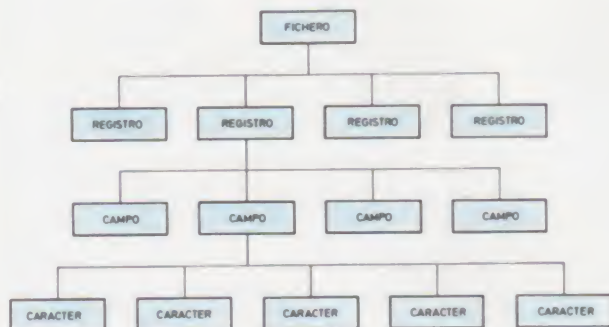 FICHERO
REGISTRO REGISTRO REGISTRO REGISTRO
CAMPO CAMPO CAMPO CAMPO
CARACTER CARACTER CARACTER CARACTER CARACTER